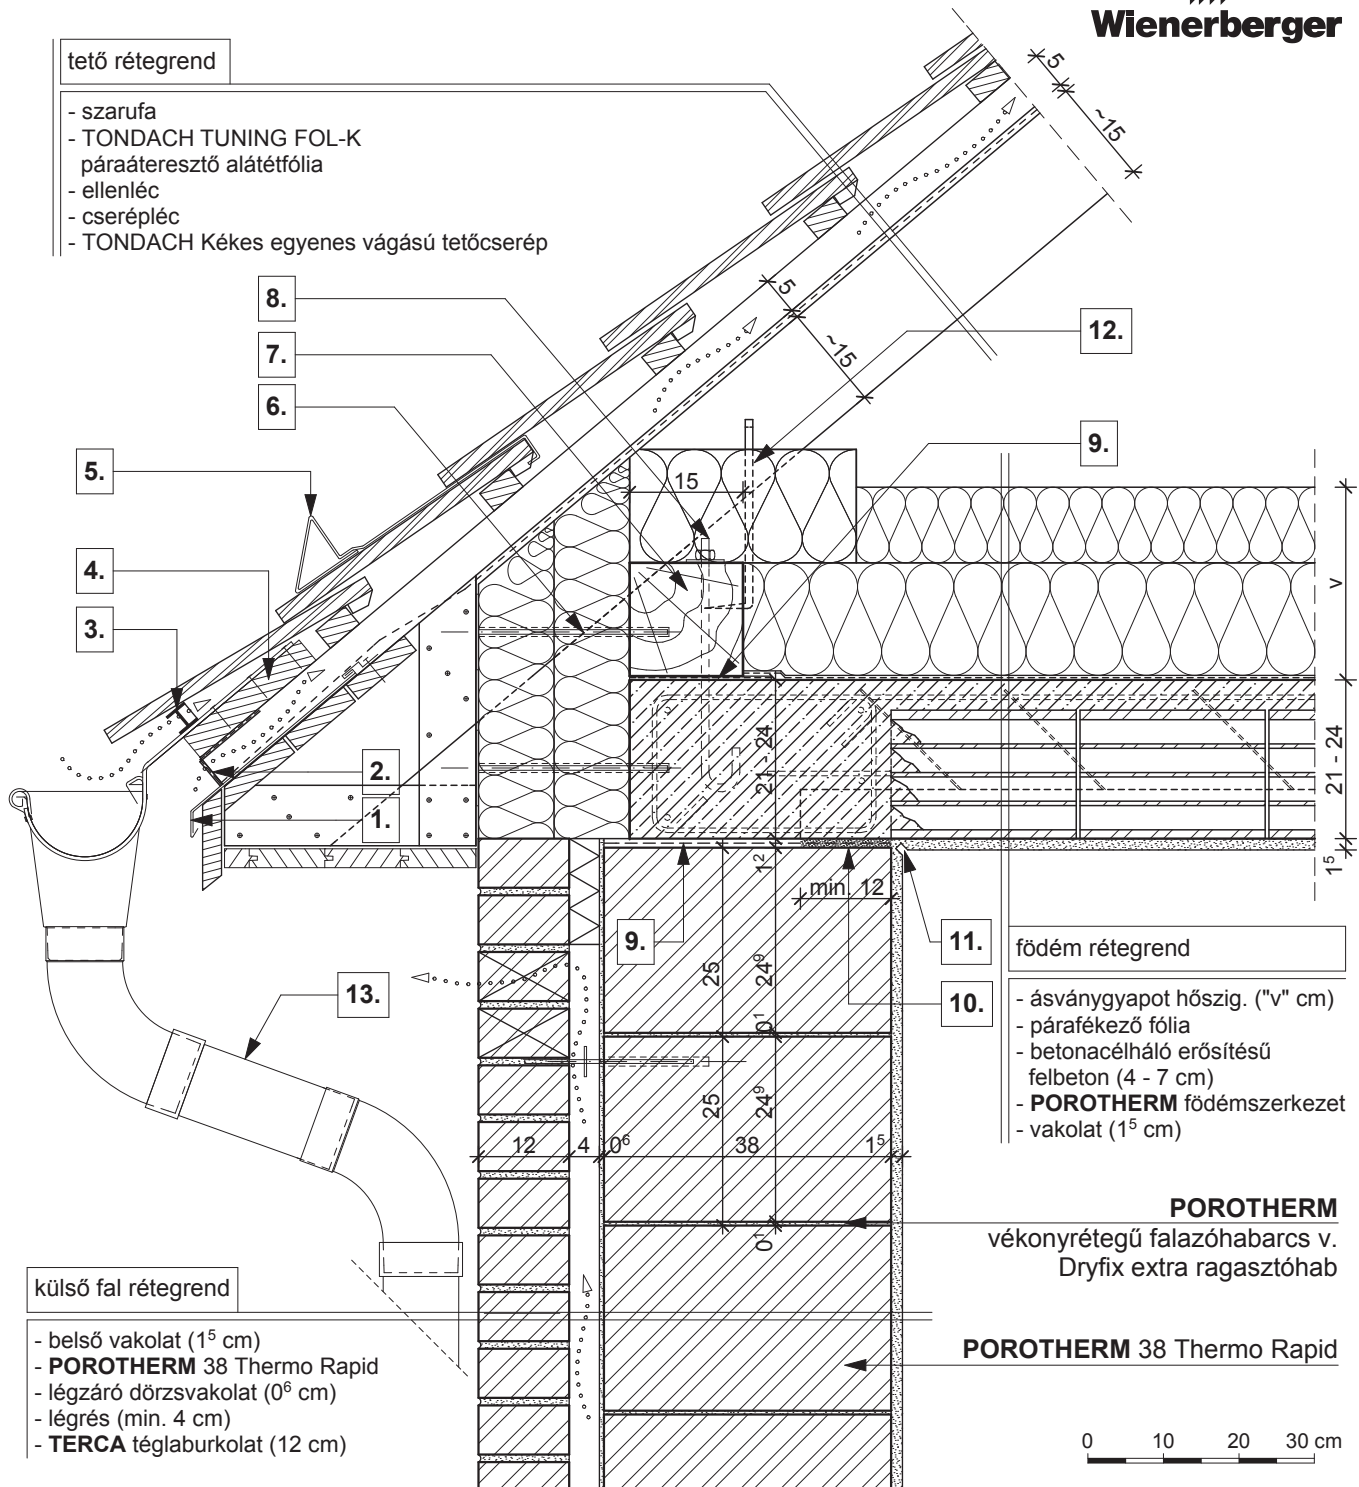 Wienerberger
tető rétegrend
- szarufa
- TONDACH TUNING FOL-K
páraáteresztő alátétfólia
- ellenléc
- cserépléc
- TONDACH Kékes egyenes vágású tetőcserép
5
~15
8.
7.
6.
5
~15
12.
9.
5.
4.
3.
15
v
2.
1.
21 - 24
21 - 24
1⁵
1²
min. 12
9.
11.
10.
13.
25
24⁹
0¹
25
24⁹
0¹
12
4
0⁶
38
1⁵
födém rétegrend
- ásványgyapot hőszig. ("v" cm)
- párafékező fólia
- betonacélháló erősítésű
felbeton (4 - 7 cm)
- POROTHERM födémszerkezet
- vakolat (1⁵ cm)
POROTHERM
vékonyrétegű falazóhabarcs v.
Dryfix extra ragasztóhab
POROTHERM 38 Thermo Rapid
külső fal rétegrend
- belső vakolat (1⁵ cm)
- POROTHERM 38 Thermo Rapid
- légzáró dörzsvakolat (0⁶ cm)
- légrés (min. 4 cm)
- TERCA téglaburkolat (12 cm)
0 10 20 30 cm